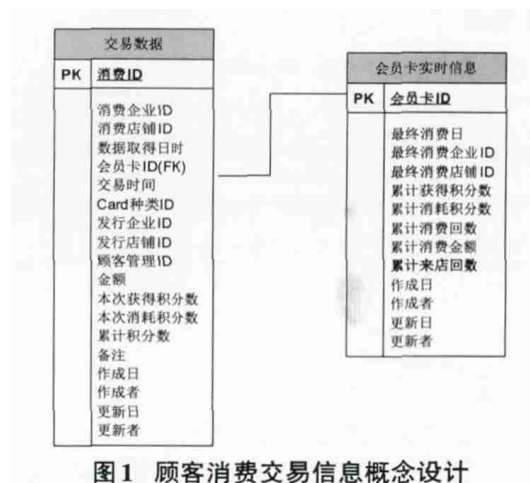 交易数据
PK 消费ID
消费企业ID
消费店铺ID
数据取得日时
会员卡ID(FK)
交易时间
Card种类ID
发行企业ID
发行店铺ID
顾客管理ID
金额
本次获得积分数
本次消耗积分数
累计积分数
备注
作成日
作成者
更新日
更新者
会员卡实时信息
PK 会员卡ID
最终消费日
最终消费企业ID
最终消费店铺ID
累计获得积分数
累计消耗积分数
累计消费回数
累计消费金额
累计来店回数
作成日
作成者
更新日
更新者
图1 顾客消费交易信息概念设计